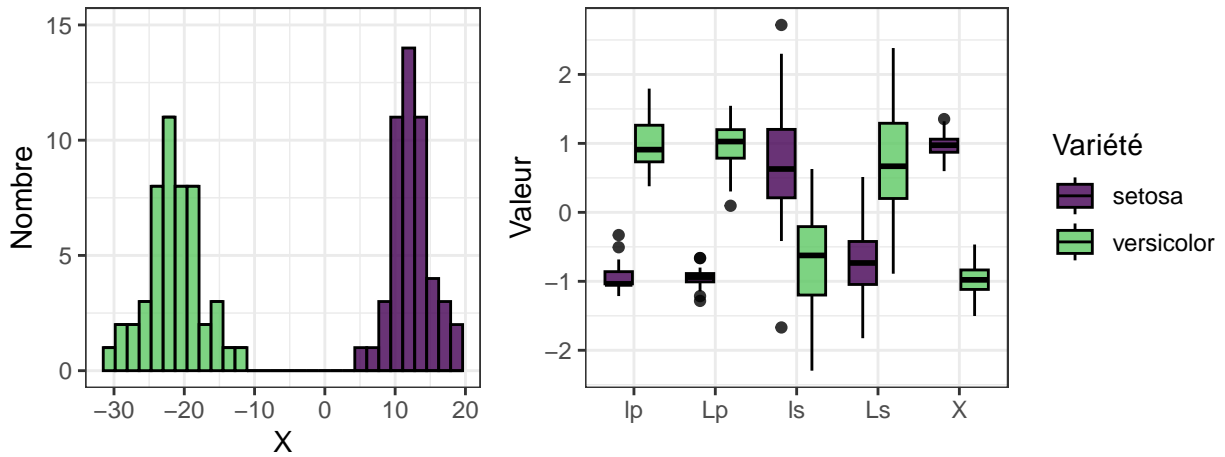 15
10
5
0
Nombre
−30 −20 −10 0 10 20
X
2
1
0
−1
−2
Valeur
lp Lp ls Ls X
Variété
setosa
versicolor